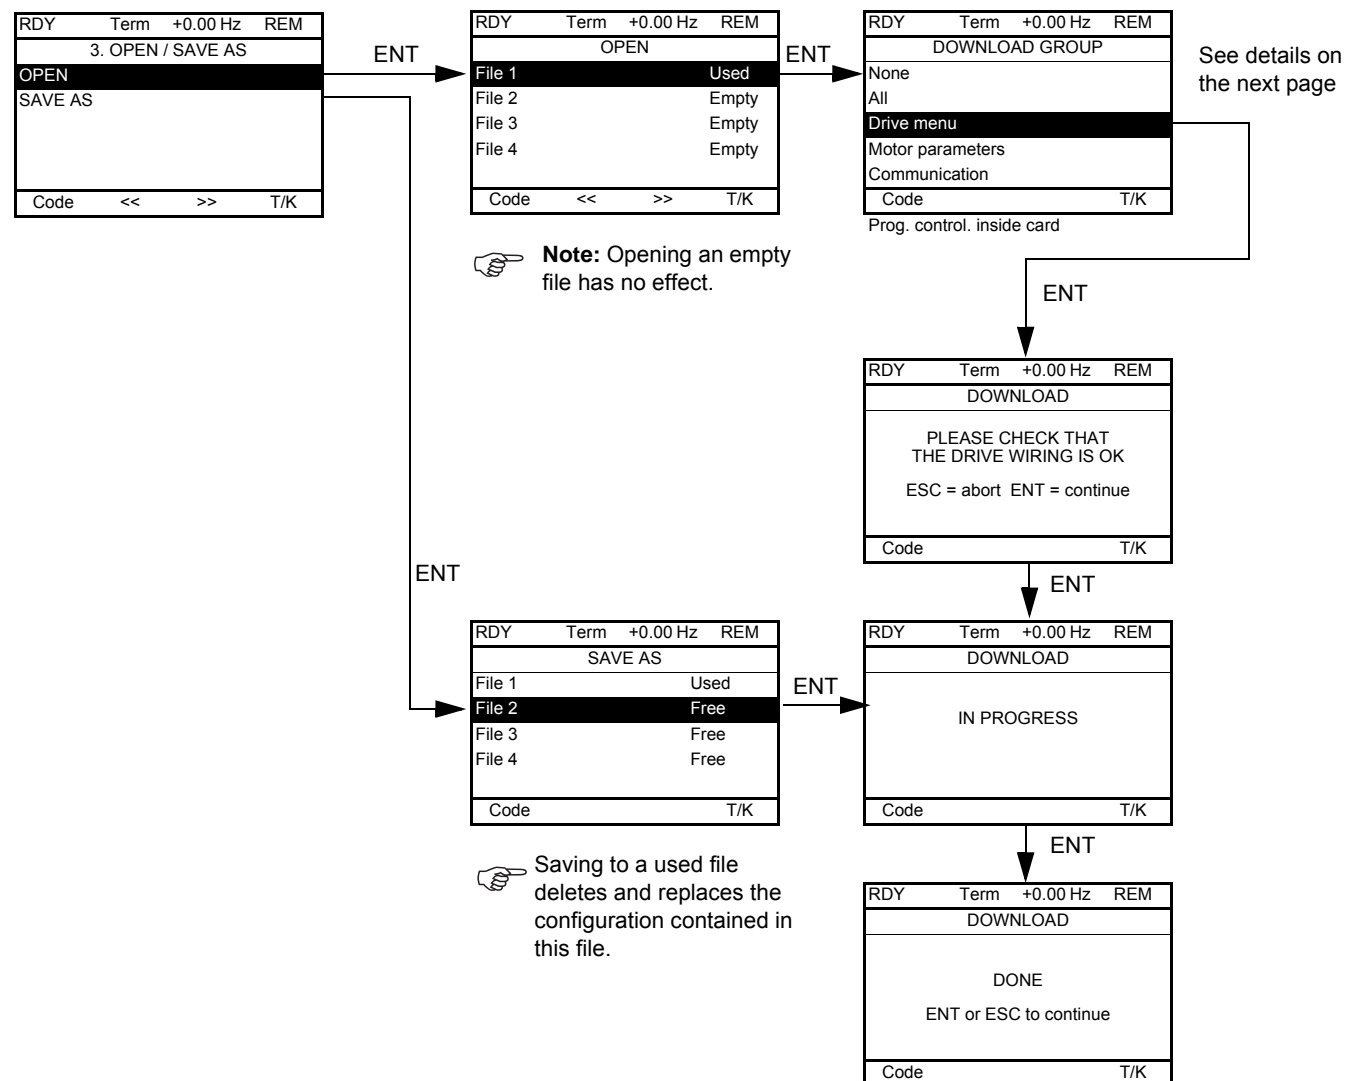 RDY Term +0.00 Hz REM
3. OPEN / SAVE AS
OPEN
SAVE AS
Code << >> T/K
ENT
RDY Term +0.00 Hz REM
OPEN
File 1 Used
File 2 Empty
File 3 Empty
File 4 Empty
Code << >> T/K
Note: Opening an empty
file has no effect.
ENT
RDY Term +0.00 Hz REM
DOWNLOAD GROUP
None
All
Drive menu
Motor parameters
Communication
Code T/K
Prog. control. inside card
See details on
the next page
ENT
RDY Term +0.00 Hz REM
DOWNLOAD
PLEASE CHECK THAT
THE DRIVE WIRING IS OK
ESC = abort ENT = continue
Code T/K
ENT
ENT
RDY Term +0.00 Hz REM
SAVE AS
File 1 Used
File 2 Free
File 3 Free
File 4 Free
Code T/K
Saving to a used file
deletes and replaces the
configuration contained in
this file.
ENT
RDY Term +0.00 Hz REM
DOWNLOAD
IN PROGRESS
Code T/K
ENT
RDY Term +0.00 Hz REM
DOWNLOAD
DONE
ENT or ESC to continue
Code T/K